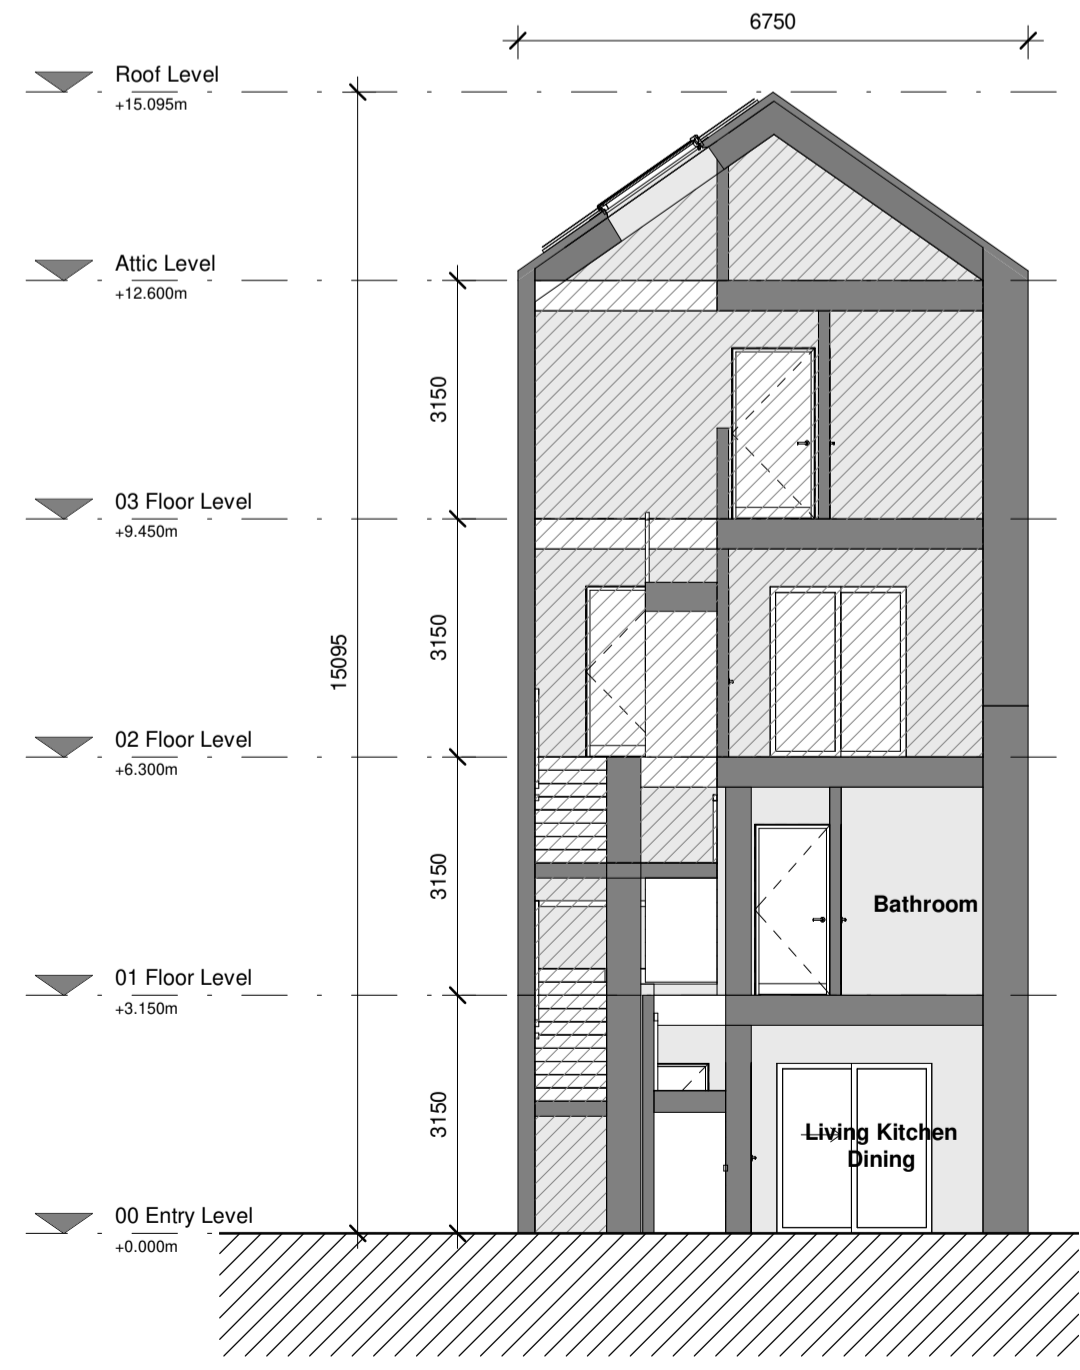 6750
Roof Level
+15.095m
Attic Level
+12.600m
3150
03 Floor Level
+9.450m
3150
15095
02 Floor Level
+6.300m
3150
Bathroom
01 Floor Level
+3.150m
3150
Living Kitchen
Dining
00 Entry Level
+0.000m